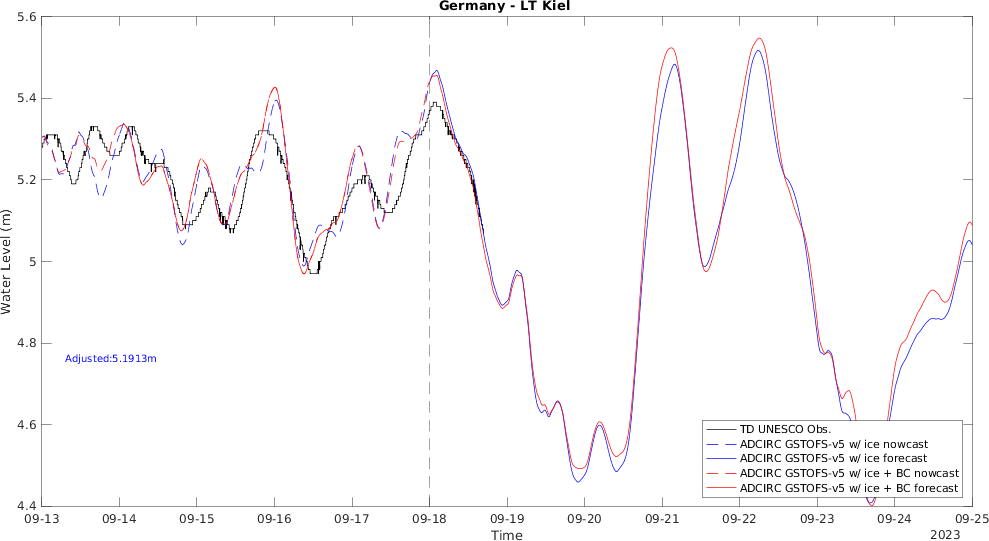 Germany - LT Kiel
5.6
5.4
5.2
5
4.8
4.6
4.4
Water Level (m)
Adjusted:5.1913m
TD UNESCO Obs.
ADCIRC GSTOFS-v5 w/ ice nowcast
ADCIRC GSTOFS-v5 w/ ice forecast
ADCIRC GSTOFS-v5 w/ ice + BC nowcast
ADCIRC GSTOFS-v5 w/ ice + BC forecast
09-13 09-14 09-15 09-16 09-17 09-18 09-19 09-20 09-21 09-22 09-23 09-24 09-25
Time
2023